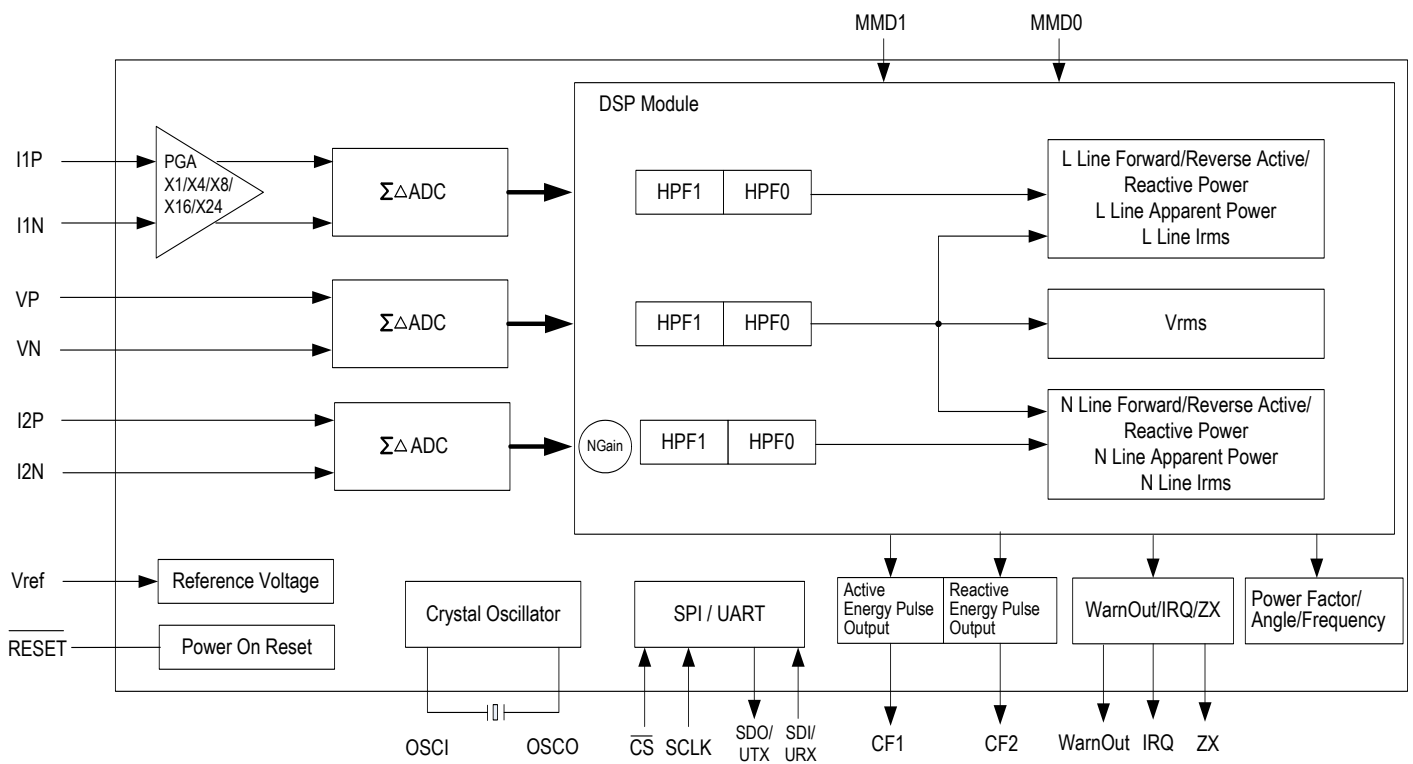 MMD1
MMD0
DSP Module
I1P
I1N
PGA
X1/X4/X8/
X16/X24
Σ△ADC
HPF1
HPF0
L Line Forward/Reverse Active/
Reactive Power
L Line Apparent Power
L Line Irms
VP
VN
Σ△ADC
HPF1
HPF0
Vrms
I2P
I2N
Σ△ADC
NGain
HPF1
HPF0
N Line Forward/Reverse Active/
Reactive Power
N Line Apparent Power
N Line Irms
Vref
Reference Voltage
RESET
Power On Reset
Crystal Oscillator
SPI / UART
Active
Energy Pulse
Output
Reactive
Energy Pulse
Output
WarnOut/IRQ/ZX
Power Factor/
Angle/Frequency
OSCI
OSCO
CS
SCLK
SDO/
UTX
SDI/
URX
CF1
CF2
WarnOut
IRQ
ZX